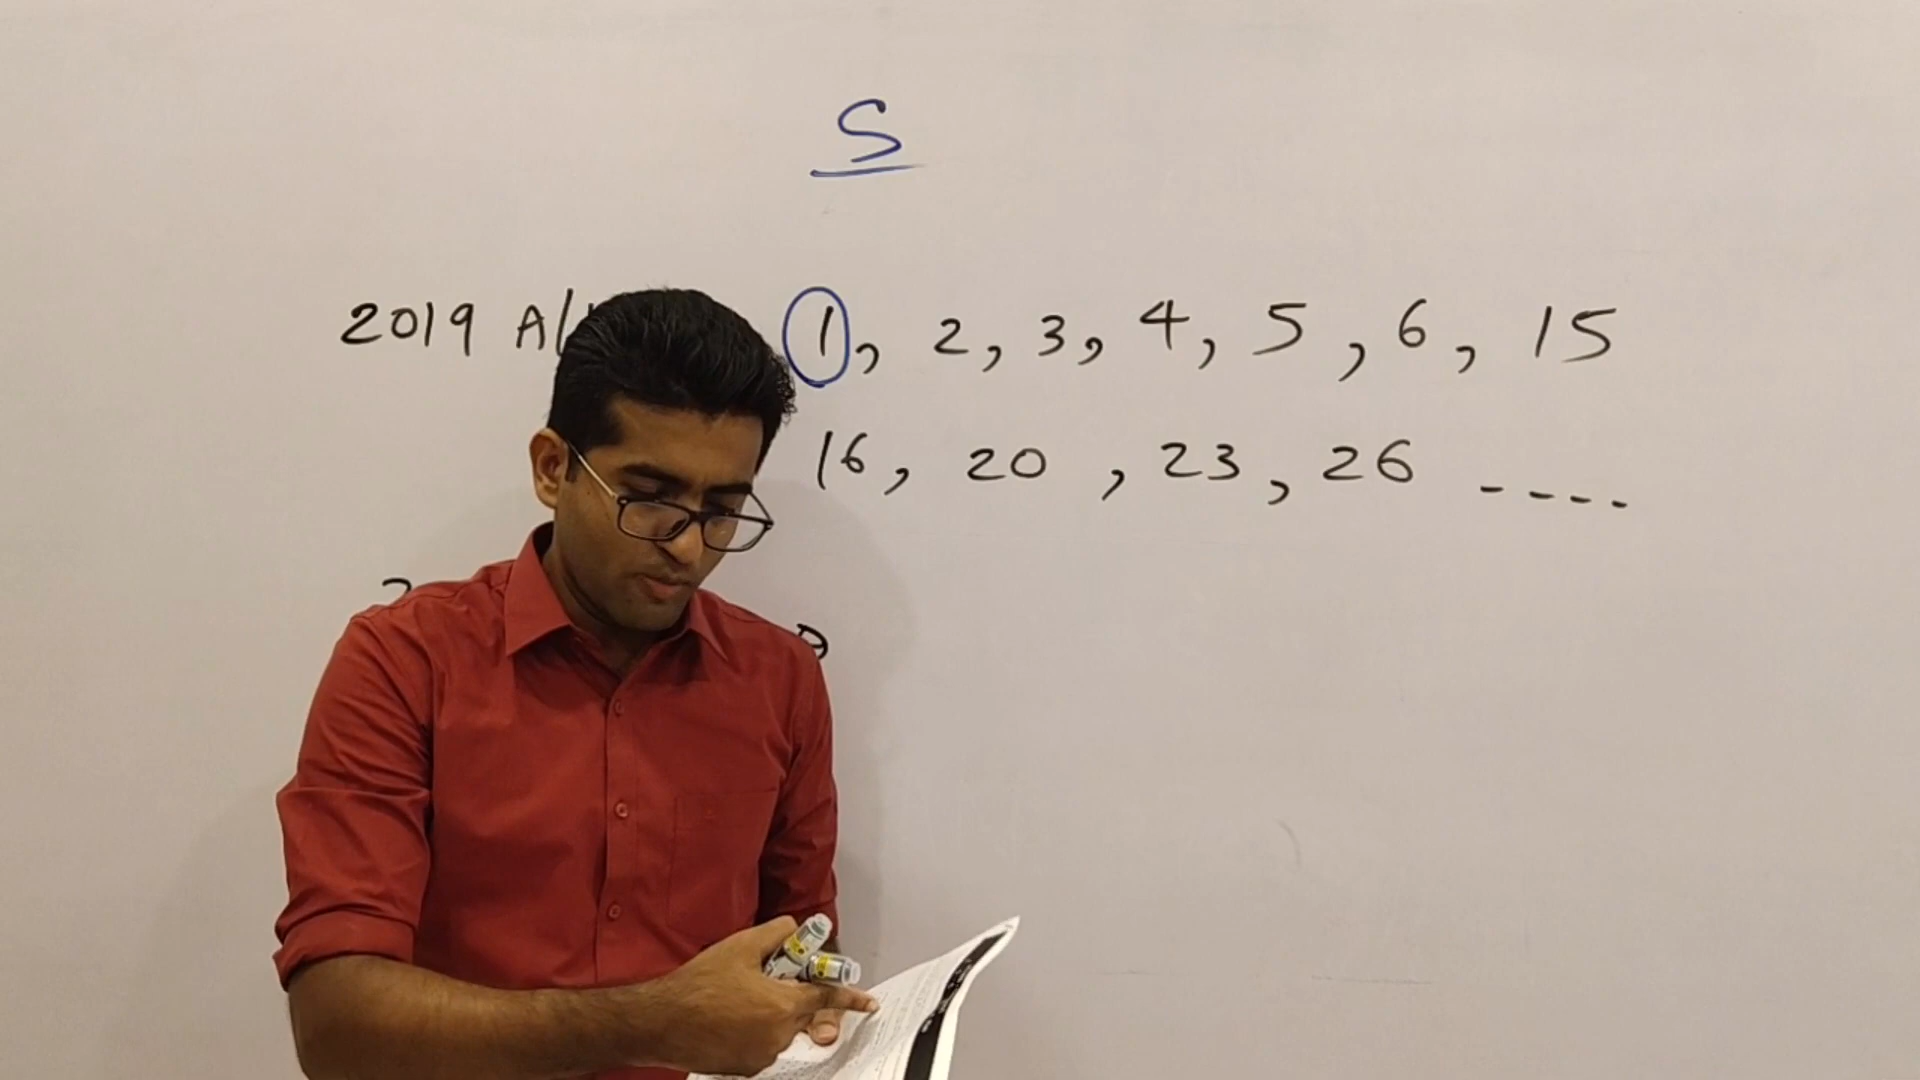 S
2019 A/ 1, 2, 3, 4, 5, 6, 15
16, 20, 23, 26 ----